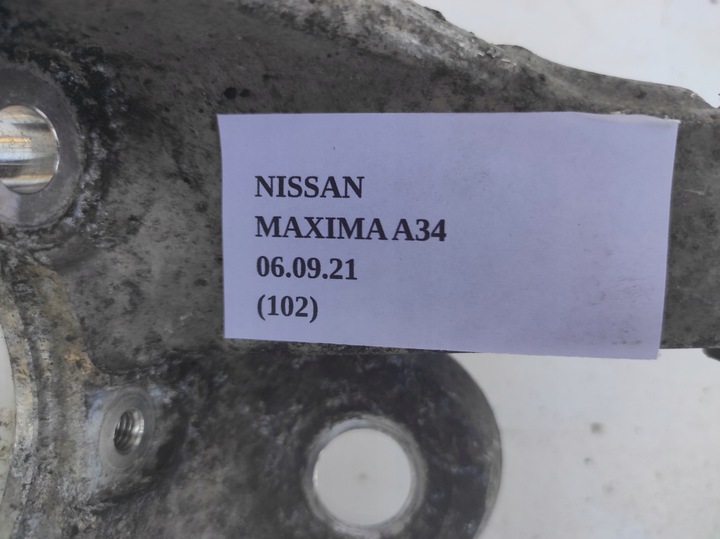 NISSAN
MAXIMA A34
06.09.21
(102)